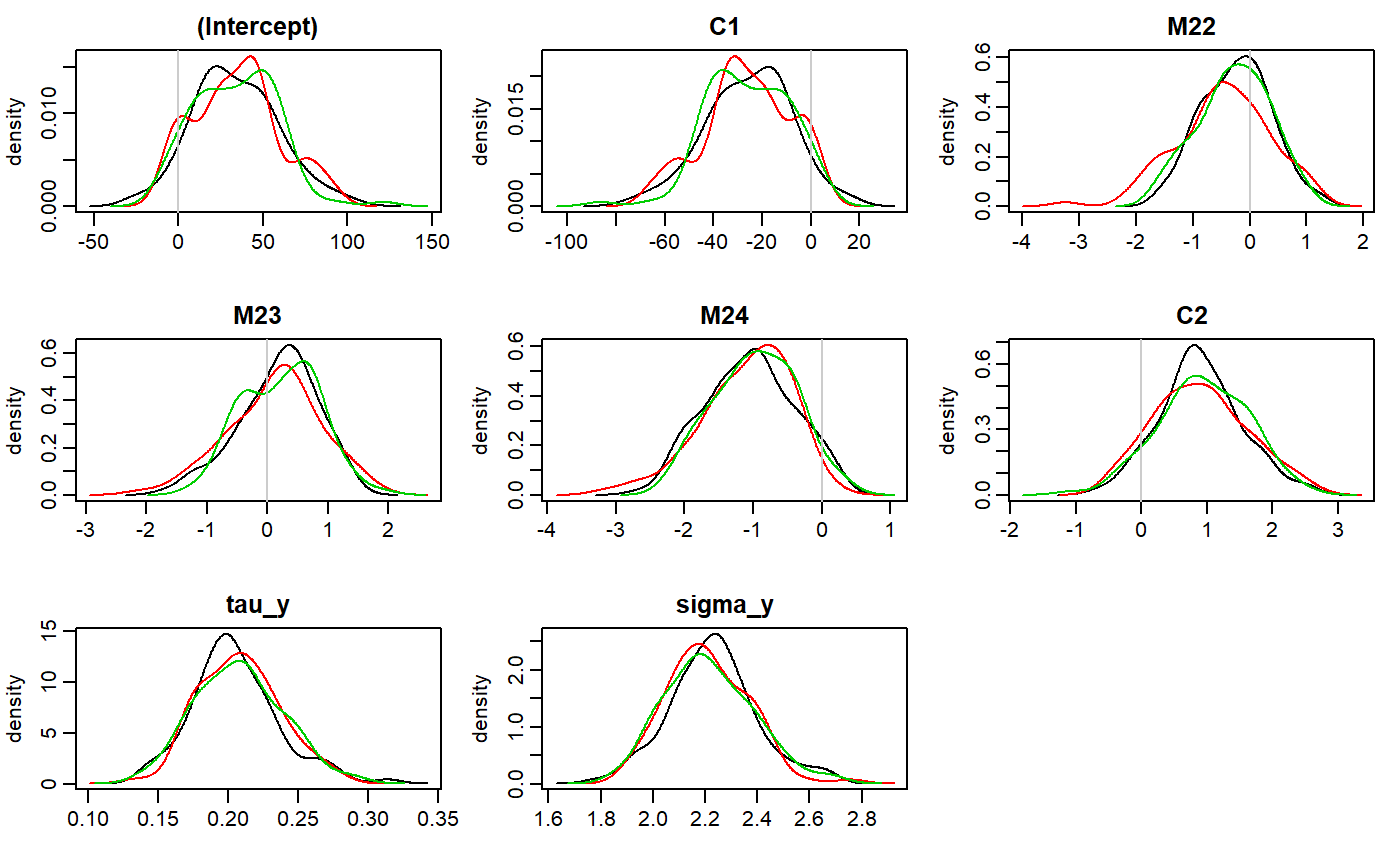 (Intercept)
density
0.000 0.010
-50 0 50 100 150
C1
density
0.000 0.015
-100 -60 -40 -20 0 20
M22
density
0.0 0.2 0.4 0.6
-4 -3 -2 -1 0 1 2
M23
density
0.0 0.2 0.4 0.6
-3 -2 -1 0 1 2
M24
density
0.0 0.2 0.4 0.6
-4 -3 -2 -1 0 1
C2
density
0.0 0.3 0.6
-2 -1 0 1 2 3
tau_y
density
0 5 10 15
0.10 0.15 0.20 0.25 0.30 0.35
sigma_y
density
0.0 1.0 2.0
1.6 1.8 2.0 2.2 2.4 2.6 2.8